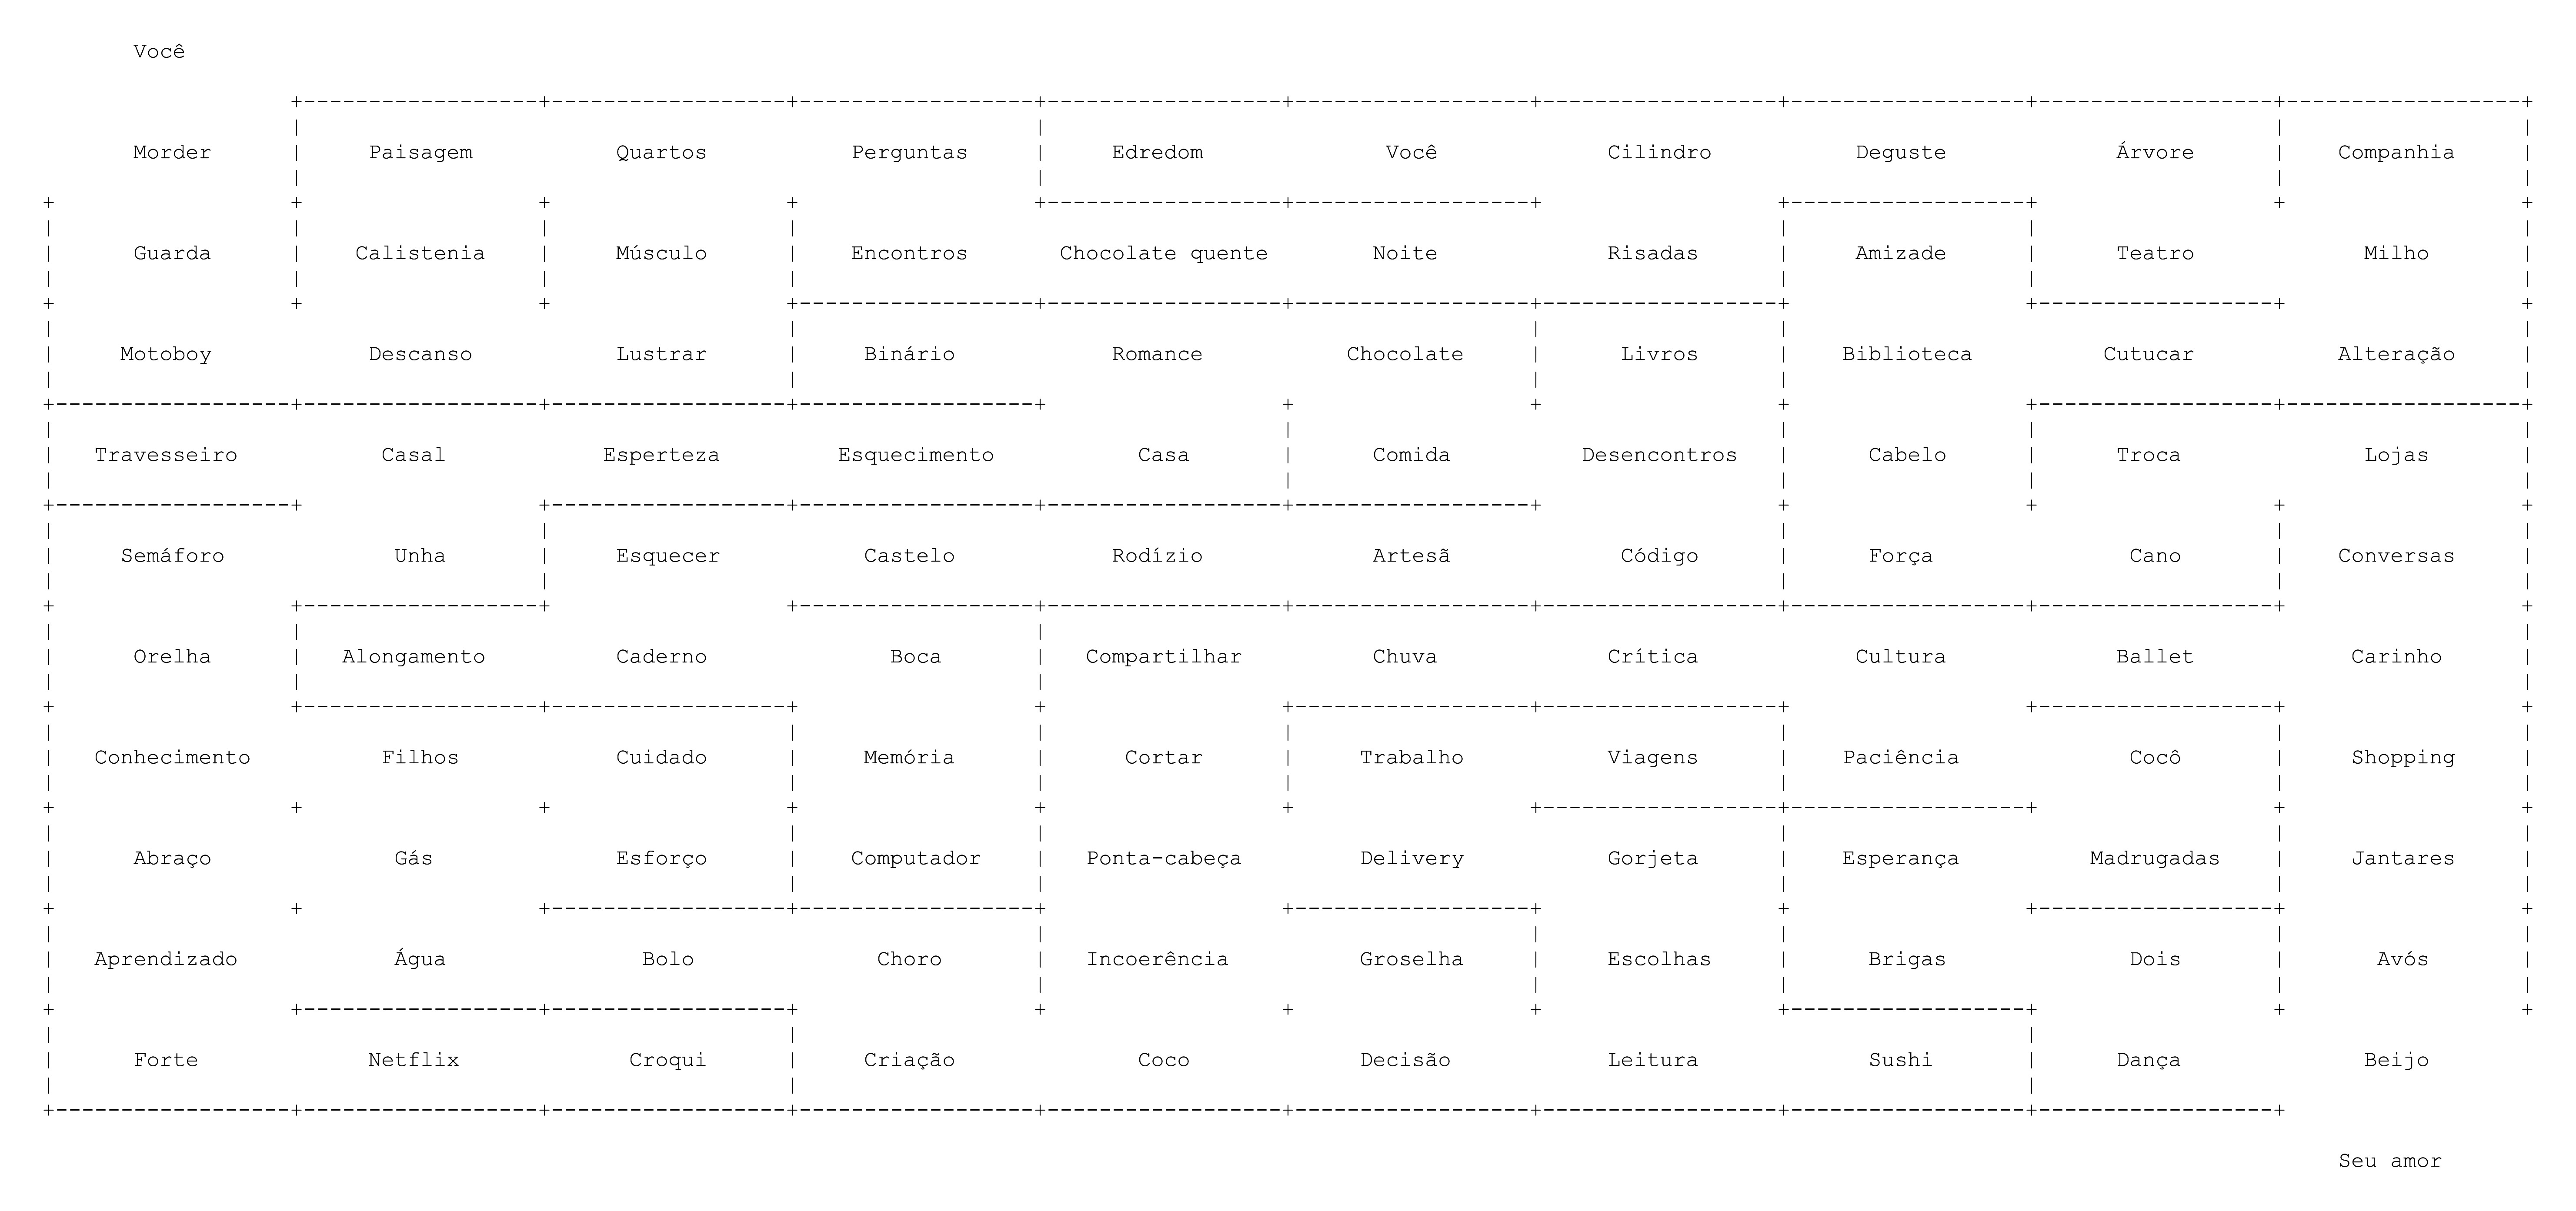 Você
Morder Paisagem Quartos Perguntas Edredom Você Cilindro Deguste Árvore Companhia
Guarda Calistenia Músculo Encontros Chocolate quente Noite Risadas Amizade Teatro Milho
Motoboy Descanso Lustrar Binário Romance Chocolate Livros Biblioteca Cutucar Alteração
Travesseiro Casal Esperteza Esquecimento Casa Comida Desencontros Cabelo Troca Lojas
Semáforo Unha Esquecer Castelo Rodízio Artesã Código Força Cano Conversas
Orelha Alongamento Caderno Boca Compartilhar Chuva Crítica Cultura Ballet Carinho
Conhecimento Filhos Cuidado Memória Cortar Trabalho Viagens Paciência Cocô Shopping
Abraço Gás Esforço Computador Ponta-cabeça Delivery Gorjeta Esperança Madrugadas Jantares
Aprendizado Água Bolo Choro Incoerência Groselha Escolhas Brigas Dois Avós
Forte Netflix Croqui Criação Coco Decisão Leitura Sushi Dança Beijo
Seu amor